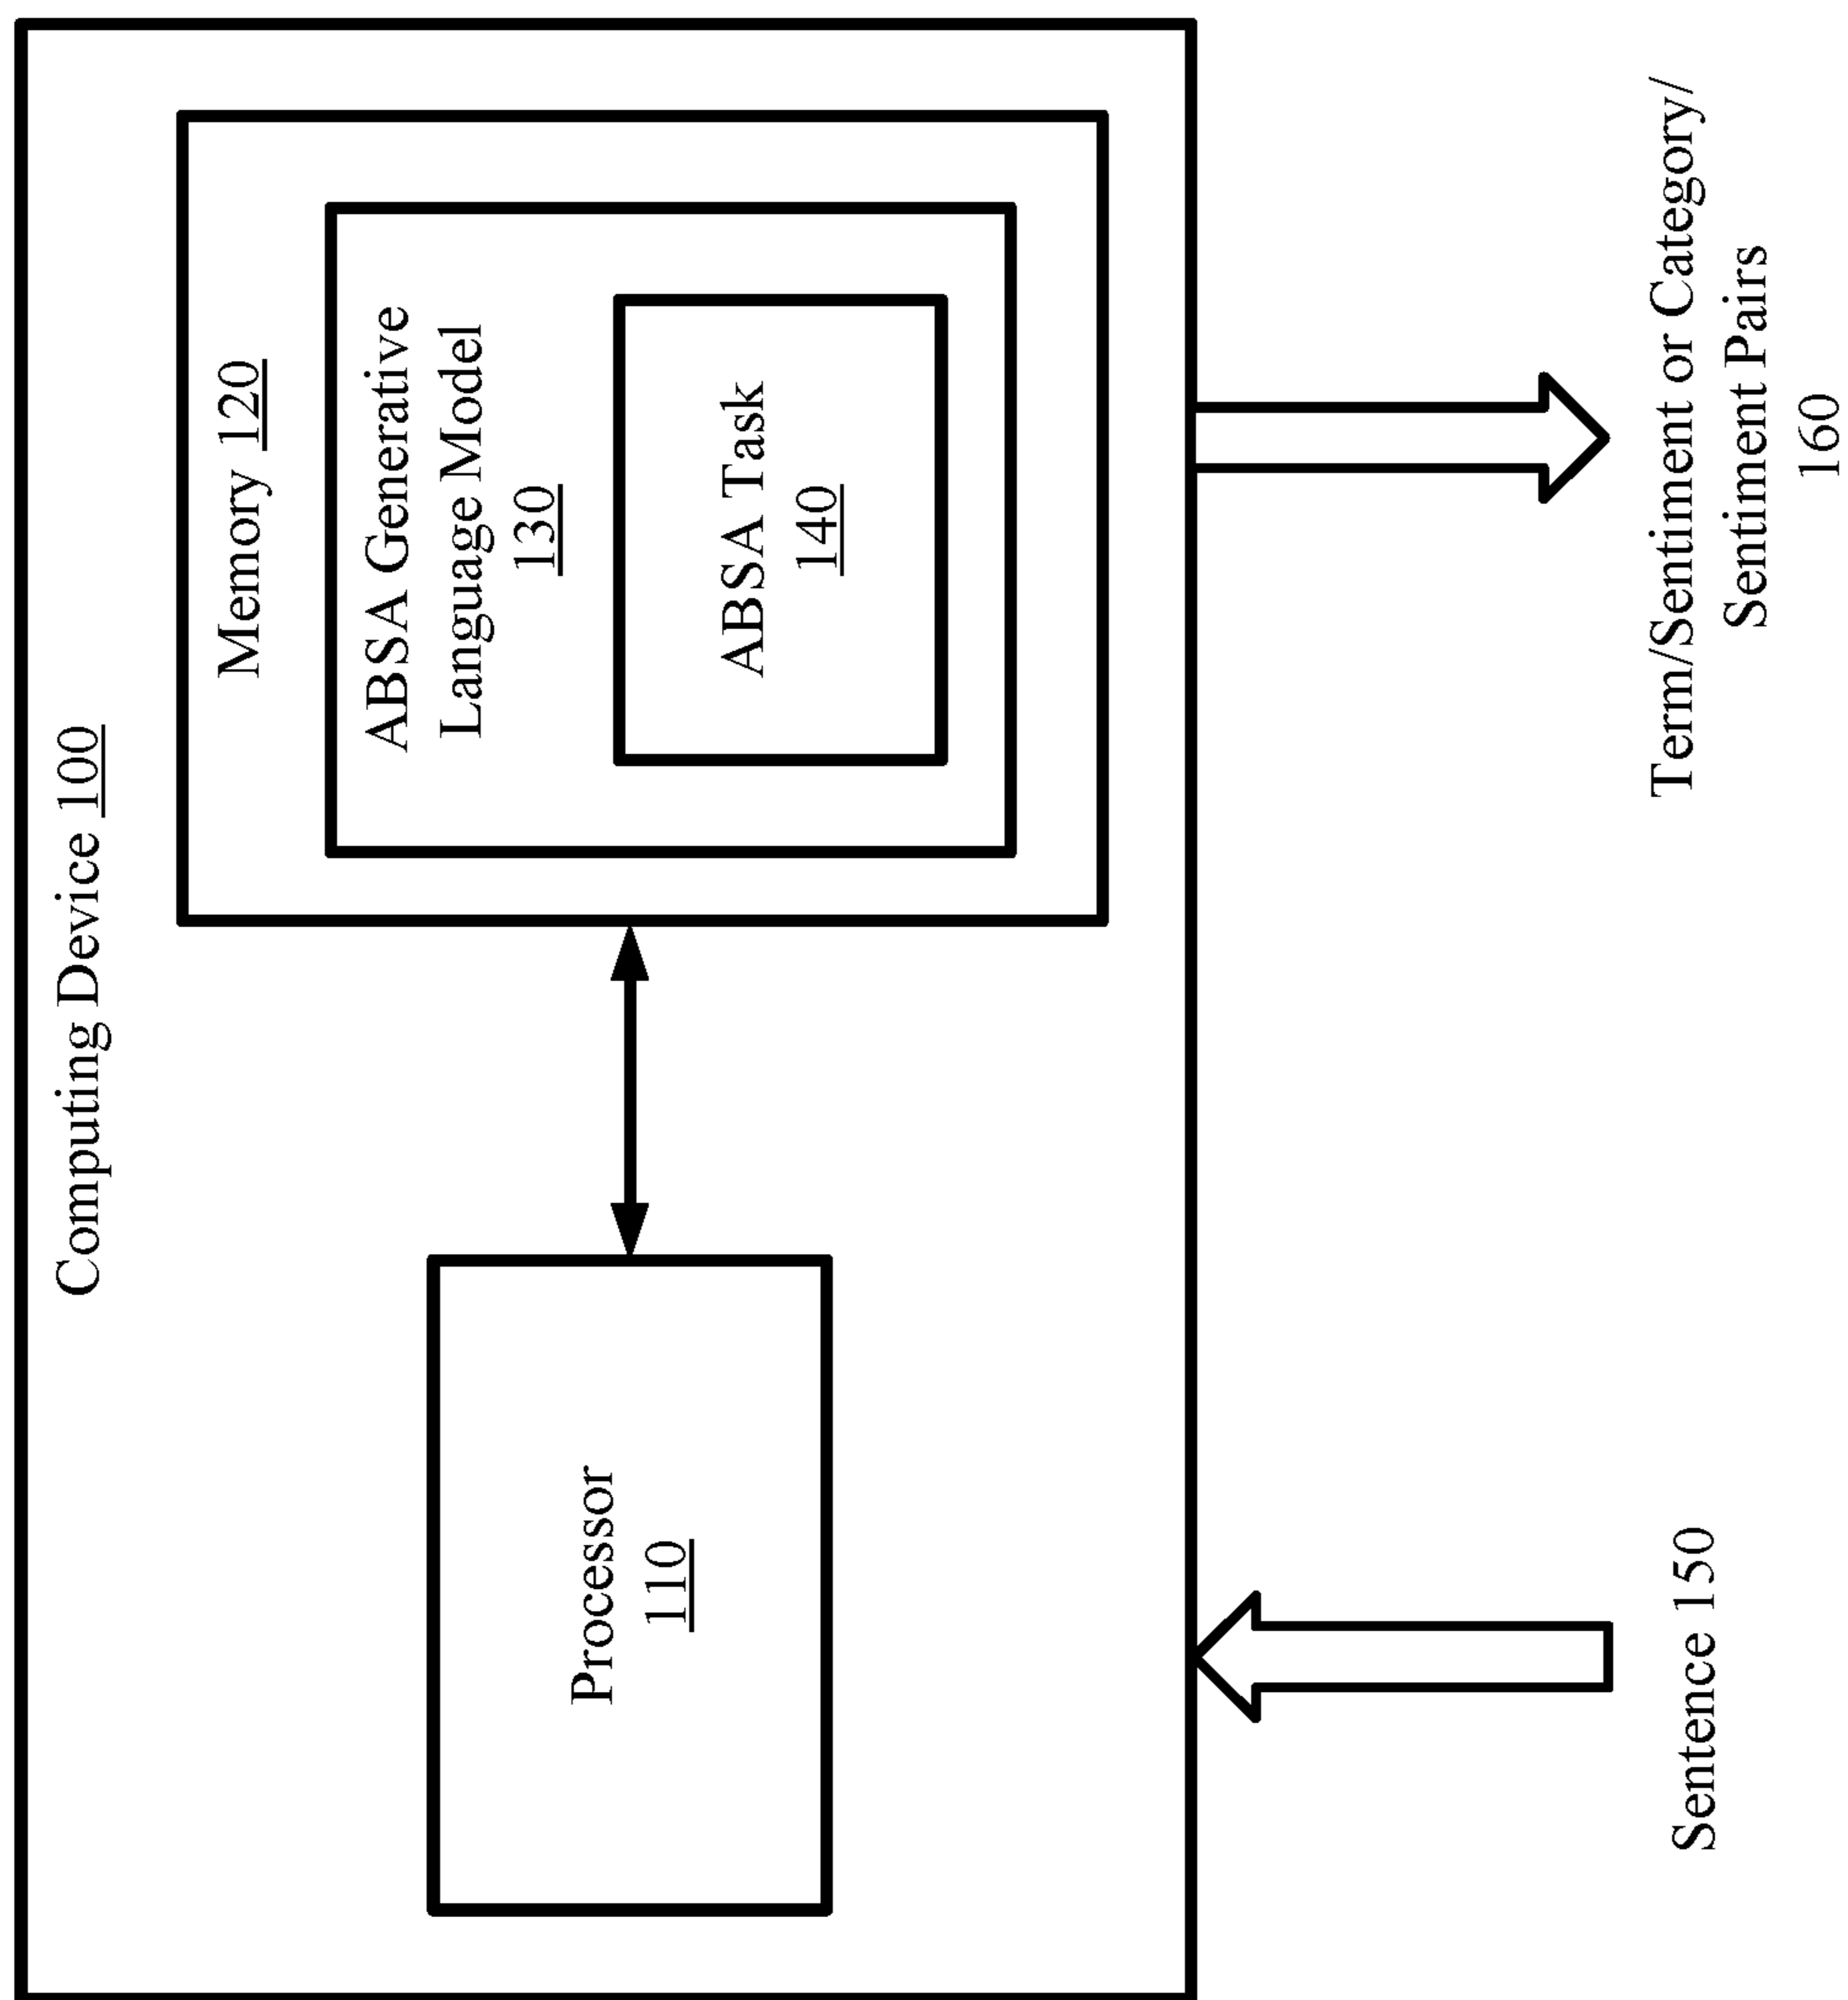 Computing Device 100
Processor
110
Memory 120
ABSA Generative
Language Model
130
ABSA Task
140
Sentence 150
Term/Sentiment or Category/
Sentiment Pairs
160